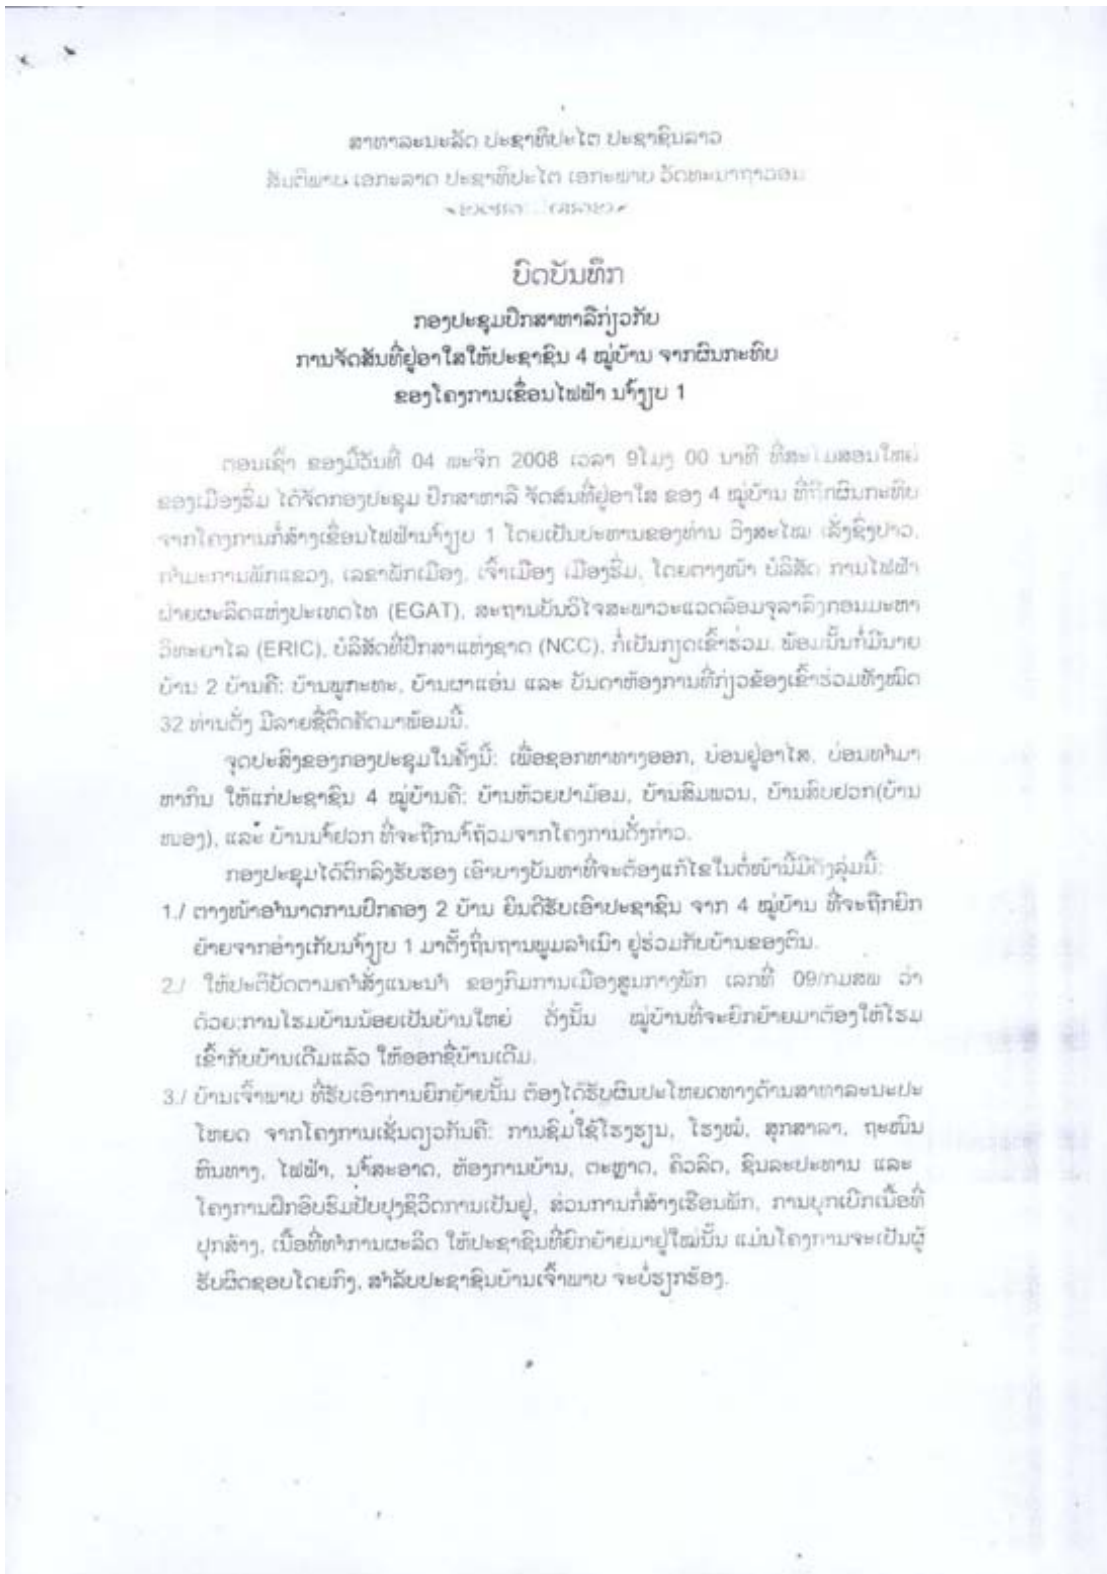 ສາທາລະນະລັດ ປະຊາທິປະໄຕ ປະຊາຊົນລາວ
ສັນຕິພາບ ເອກະລາດ ປະຊາທິປະໄຕ ເອກະພາບ ວັດທະນາຖາວອນ
ບົດບັນທຶກ
ກອງປະຊຸມປຶກສາຫາລືກ່ຽວກັບ
ການຈັດສັນທີ່ຢູ່ອາໃສໃຫ້ປະຊາຊົນ 4 ໝູ່ບ້ານ ຈາກຜົນກະທົບ
ຂອງໂຄງການເຂື່ອນໄຟຟ້າ ນ້ຳງຽບ 1
ຕອນເຊົ້າ ຂອງມື້ວັນທີ່ 04 ພະຈິກ 2008 ເວລາ 9ໂມງ 00 ນາທີ ທີ່ສະໂມສອນໃຫຍ່
ຂອງເມືອງຮົ່ມ ໄດ້ຈັດກອງປະຊຸມ ປຶກສາຫາລື ຈັດສັນທີ່ຢູ່ອາໃສ ຂອງ 4 ໝູ່ບ້ານ ທີ່ຖືກຜົນກະທົບ
ຈາກໂຄງການກໍ່ສ້າງເຂື່ອນໄຟຟ້ານ້ຳງຽບ 1 ໂດຍເປັນປະທານຂອງທ່ານ ວົງສະໄໝ ເລັ່ງຊົ່ງປາວ,
ກຳມະການພັກແຂວງ, ເລຂາພັກເມືອງ, ເຈົ້າເມືອງ ເມືອງຮົ່ມ, ໂດຍຕາງໜ້າ ບໍລິສັດ ການໄຟຟ້າ
ຝ່າຍຜະລິດແຫ່ງປະເທດໄທ (EGAT), ສະຖາບັນວິໄຈສະພາວະແວດລ້ອມຈຸລາລົງກອນມະຫາ
ວິທະຍາໄລ (ERIC), ບໍລິສັດທີ່ປຶກສາແຫ່ງຊາດ (NCC), ກໍ່ເປັນກຽດເຂົ້າຮ່ວມ, ພ້ອມນັ້ນກໍ່ມີນາຍ
ບ້ານ 2 ບ້ານຄື: ບ້ານພູກະທະ, ບ້ານຜາແອ່ນ ແລະ ບັນດາຫ້ອງການທີ່ກ່ຽວຂ້ອງເຂົ້າຮ່ວມທັງໝົດ
32 ທ່ານດັ່ງ ມີລາຍຊື່ຕິດຄັດມາພ້ອມນີ້.
ຈຸດປະສົງຂອງກອງປະຊຸມໃນຄັ້ງນີ້: ເພື່ອຊອກຫາທາງອອກ, ບ່ອນຢູ່ອາໄສ, ບ່ອນທຳມາ
ຫາກິນ ໃຫ້ແກ່ປະຊາຊົນ 4 ໝູ່ບ້ານຄື: ບ້ານຫ້ວຍປາມ້ອມ, ບ້ານສົມພວນ, ບ້ານສົບຢວກ(ບ້ານ
ໜອງ), ແລະ ບ້ານນ້ຳຢວກ ທີ່ຈະຖືກນ້ຳຖ້ວມຈາກໂຄງການດັ່ງກ່າວ.
ກອງປະຊຸມໄດ້ຕົກລົງຮັບຮອງ ເອົາບາງບັນຫາທີ່ຈະຕ້ອງແກ້ໄຂໃນຕໍ່ໜ້ານີ້ມີດັ່ງລຸ່ມນີ້:
1./ ຕາງໜ້າອຳນາດການປົກຄອງ 2 ບ້ານ ຍິນດີຮັບເອົາປະຊາຊົນ ຈາກ 4 ໝູ່ບ້ານ ທີ່ຈະຖືກຍົກ
ຍ້າຍຈາກອ່າງເກັບນ້ຳງຽບ 1 ມາຕັ້ງຖິ່ນຖານພູມລຳເນົາ ຢູ່ຮ່ວມກັບບ້ານຂອງຕົນ.
2./ ໃຫ້ປະຕິບັດຕາມຄຳສັ່ງແນະນຳ ຂອງກົມການເມືອງສູນກາງພັກ ເລກທີ່ 09/ກມສພ ວ່າ
ດ້ວຍ:ການໂຮມບ້ານນ້ອຍເປັນບ້ານໃຫຍ່ ດັ່ງນັ້ນ ໝູ່ບ້ານທີ່ຈະຍົກຍ້າຍມາຕ້ອງໃຫ້ໂຮມ
ເຂົ້າກັບບ້ານເດີມແລ້ວ ໃຫ້ອອກຊື່ບ້ານເດີມ.
3./ ບ້ານເຈົ້າພາບ ທີ່ຮັບເອົາການຍົກຍ້າຍນັ້ນ ຕ້ອງໄດ້ຮັບຜົນປະໂຫຍດທາງດ້ານສາທາລະນະປະ
ໂຫຍດ ຈາກໂຄງການເຊັ່ນດຽວກັນຄື: ການຊົມໃຊ້ໂຮງຮຽນ, ໂຮງໝໍ, ສຸກສາລາ, ຖະໜົນ
ຫົນທາງ, ໄຟຟ້າ, ນ້ຳສະອາດ, ຫ້ອງການບ້ານ, ຕະຫຼາດ, ຄິວລົດ, ຊົນລະປະທານ ແລະ
ໂຄງການຝຶກອົບຮົມປັບປຸງຊີວິດການເປັນຢູ່, ສ່ວນການກໍ່ສ້າງເຮືອນພັກ, ການບຸກເບີກເນື້ອທີ່
ປຸກສ້າງ, ເນື້ອທີ່ທຳການຜະລິດ ໃຫ້ປະຊາຊົນທີ່ຍົກຍ້າຍມາຢູ່ໃໝ່ນັ້ນ ແມ່ນໂຄງການຈະເປັນຜູ້
ຮັບຜິດຊອບໂດຍກົງ, ສຳລັບປະຊາຊົນບ້ານເຈົ້າພາບ ຈະບໍ່ຮຽກຮ້ອງ.